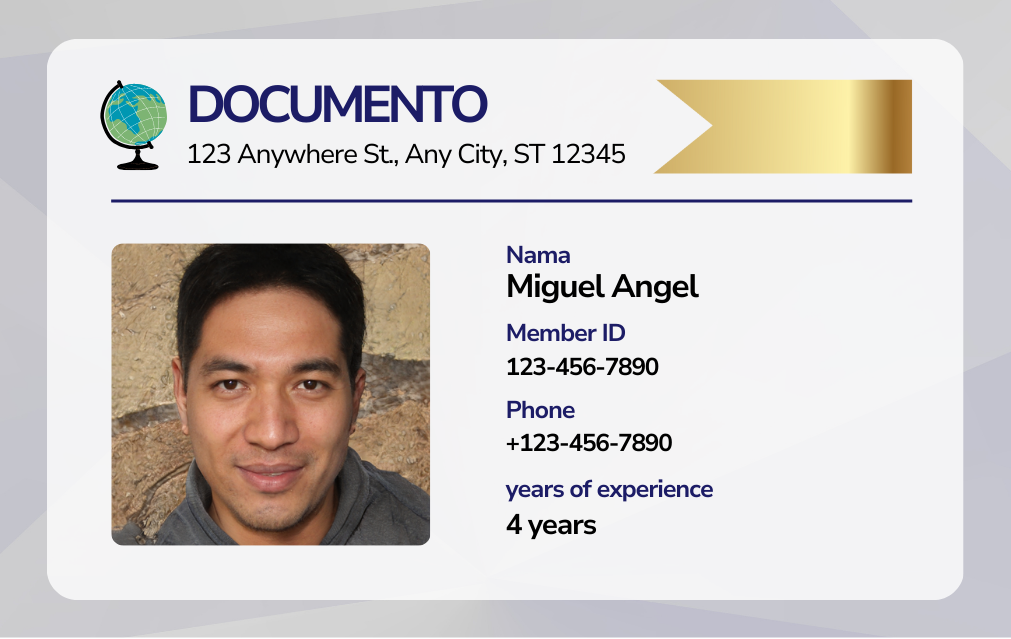 DOCUMENTO
123 Anywhere St., Any City, ST 12345
Nama
Miguel Angel
Member ID
123-456-7890
Phone
+123-456-7890
years of experience
4 years